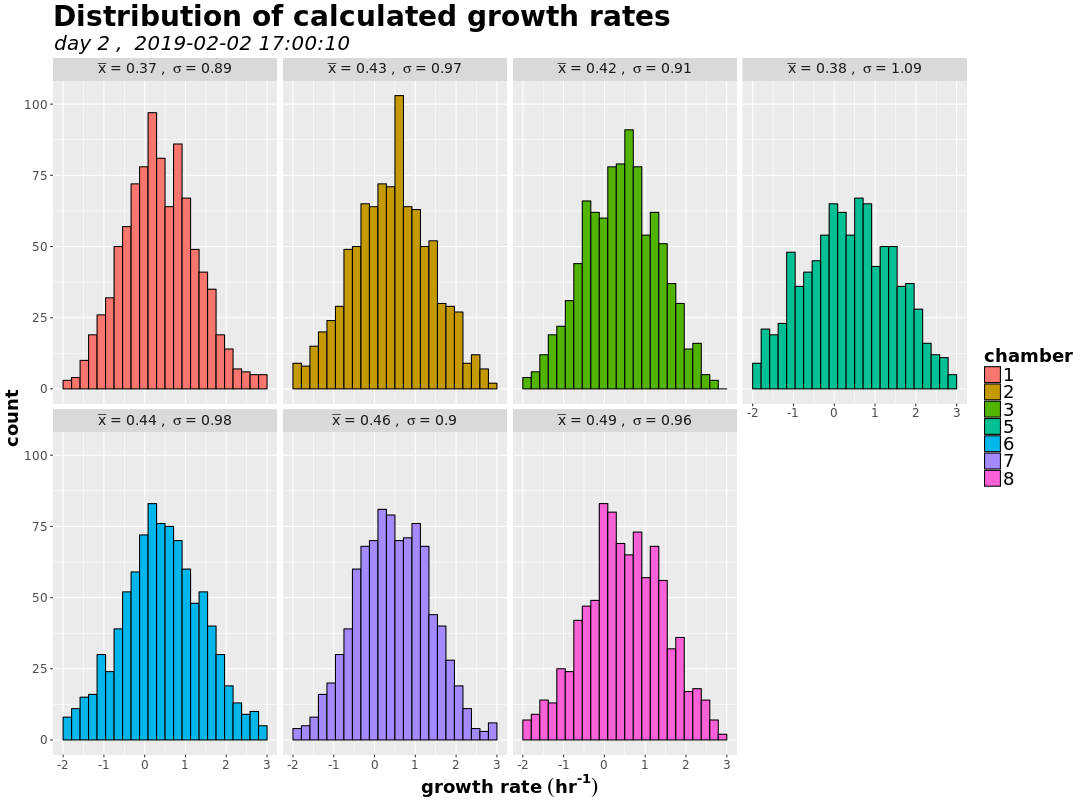 Distribution of calculated growth rates
day 2 ,  2019-02-02 17:00:10
x̅ = 0.37 ,  σ = 0.89
x̅ = 0.43 ,  σ = 0.97
x̅ = 0.42 ,  σ = 0.91
x̅ = 0.38 ,  σ = 1.09
100
75
50
25
0
-2 -1 0 1 2 3
x̅ = 0.44 ,  σ = 0.98
x̅ = 0.46 ,  σ = 0.9
x̅ = 0.49 ,  σ = 0.96
100
75
50
25
0
-2 -1 0 1 2 3
-2 -1 0 1 2 3
-2 -1 0 1 2 3
count
growth rate (hr⁻¹)
chamber
1
2
3
5
6
7
8